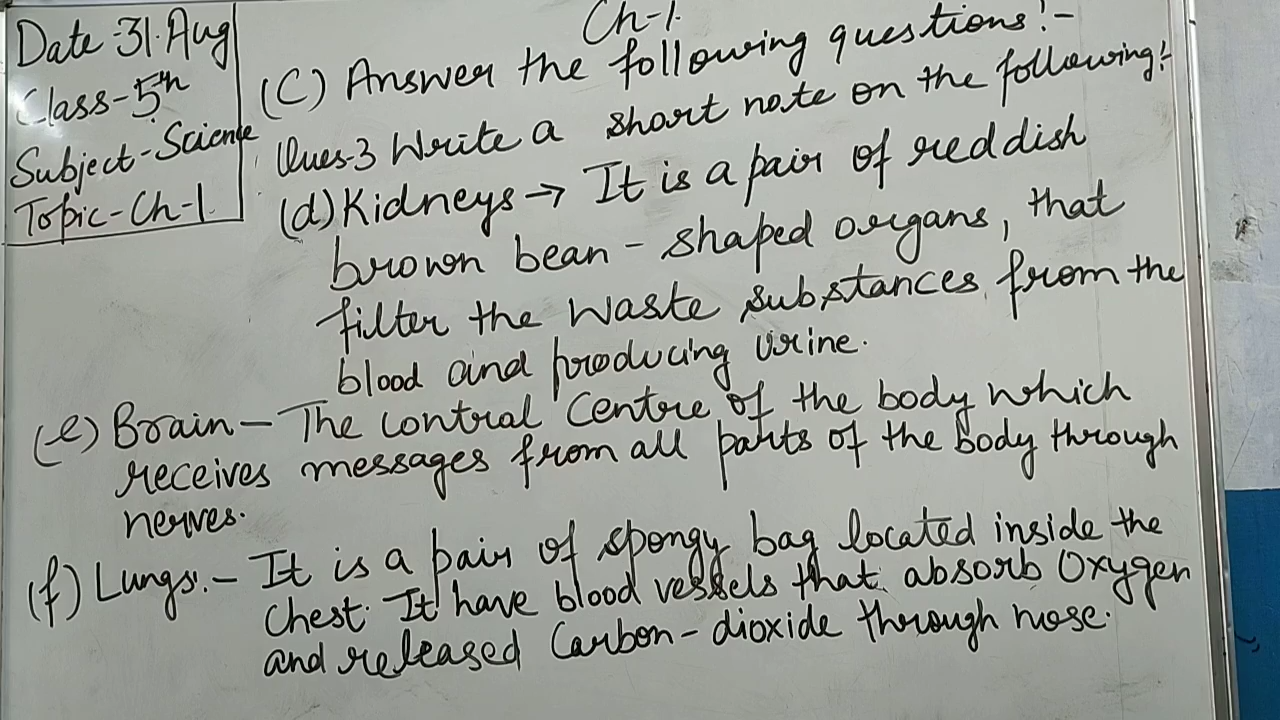 Date :- 31. Aug
Class - 5th
Subject - Science
Topic - Ch-1.
Ch-1.
(C) Answer the following questions:-
Ques-3 Write a short note on the following:-
(d) Kidneys → It is a pair of reddish
brown bean - shaped organs, that
filter the waste substances from the
blood and producing urine.
(e) Brain - The control centre of the body which
receives messages from all parts of the body through
nerves.
(f) Lungs:- It is a pair of spongy bag located inside the
chest. It have blood vessels that absorb oxygen
and released Carbon-dioxide through nose.